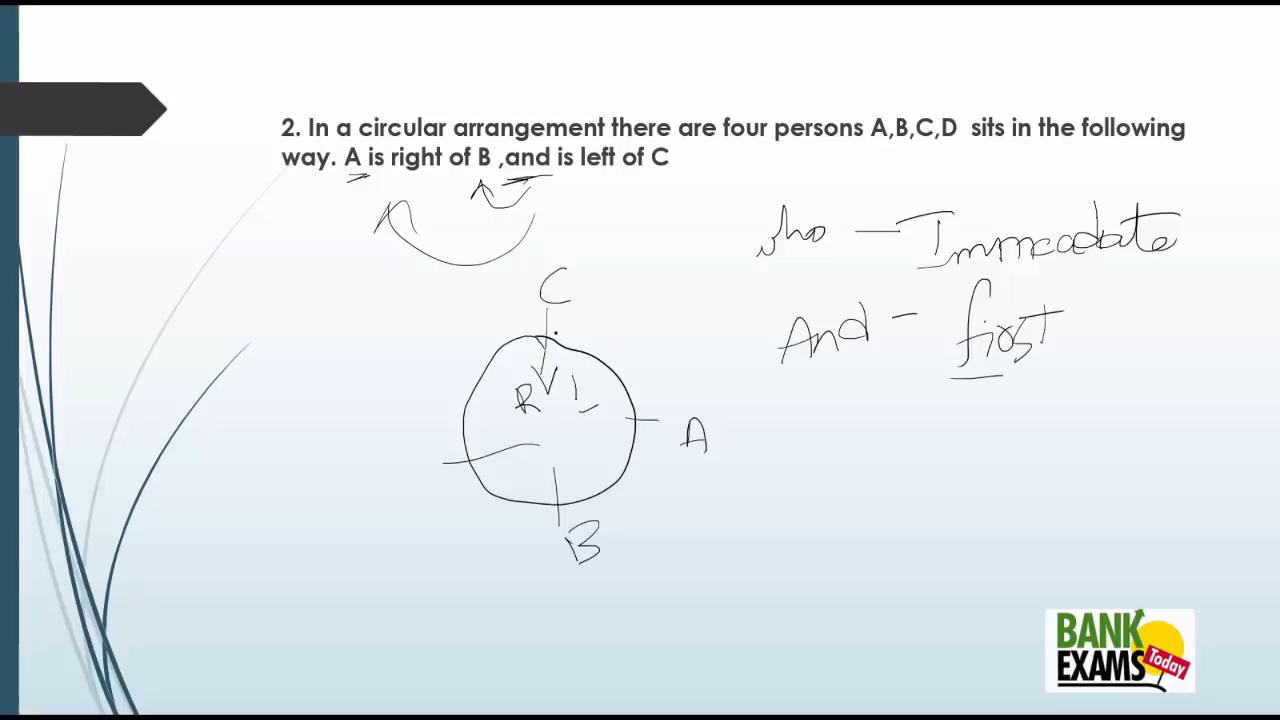 2. In a circular arrangement there are four persons A,B,C,D sits in the following
way. A is right of B ,and is left of C
who — Immediate
And - first
C
R L
A
B
BANK
EXAMS
Today